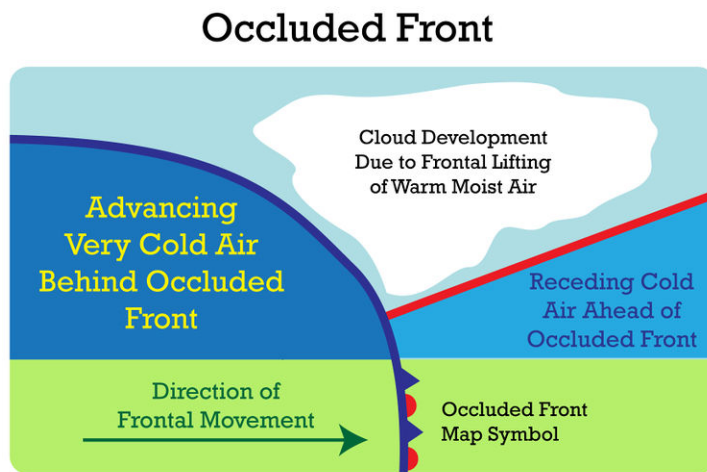 Occluded Front
Cloud Development
Due to Frontal Lifting
of Warm Moist Air
Advancing
Very Cold Air
Behind Occluded
Front
Receding Cold
Air Ahead of
Occluded Front
Direction of
Frontal Movement
Occluded Front
Map Symbol